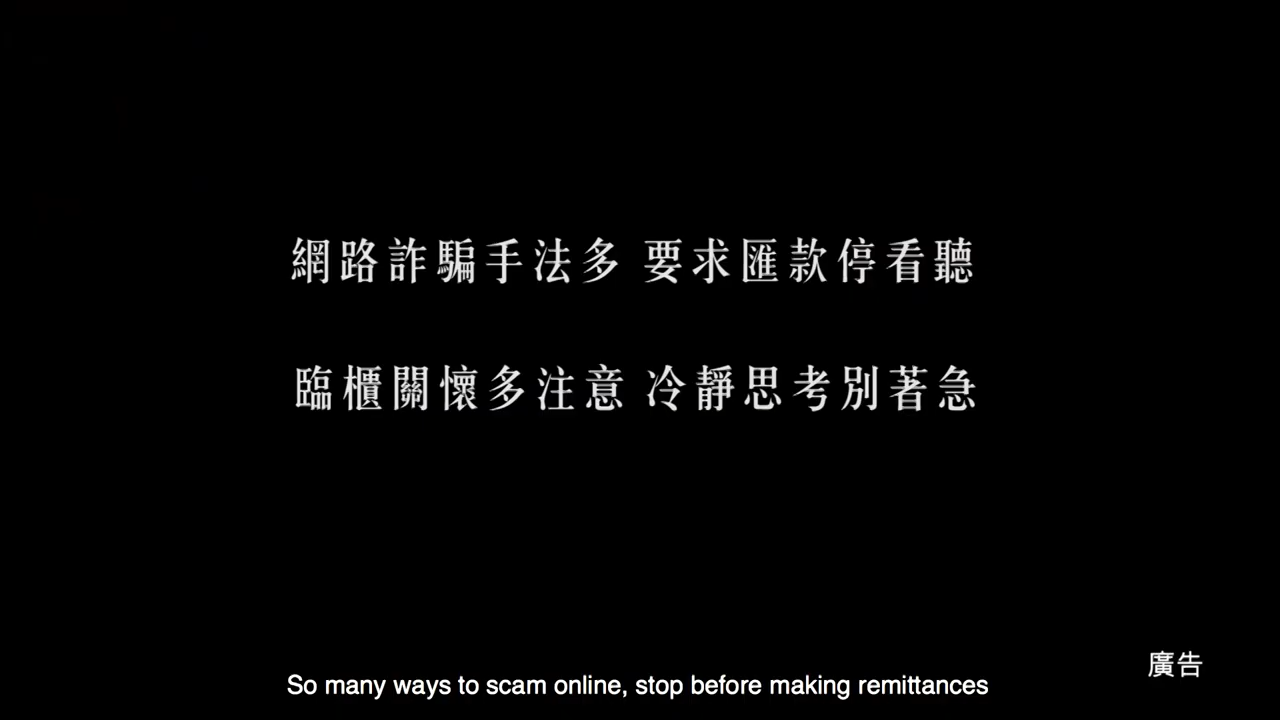 網路詐騙手法多 要求匯款停看聽
臨櫃關懷多注意 冷靜思考別著急
廣告
So many ways to scam online, stop before making remittances